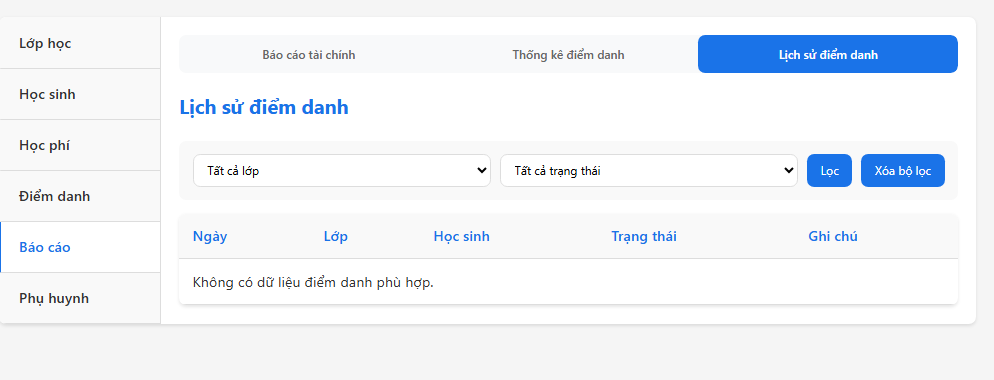 Lớp học
Học sinh
Học phí
Điểm danh
Báo cáo
Phụ huynh
Báo cáo tài chính Thống kê điểm danh Lịch sử điểm danh
Lịch sử điểm danh
Tất cả lớp Tất cả trạng thái Lọc Xóa bộ lọc
Ngày Lớp Học sinh Trạng thái Ghi chú
Không có dữ liệu điểm danh phù hợp.